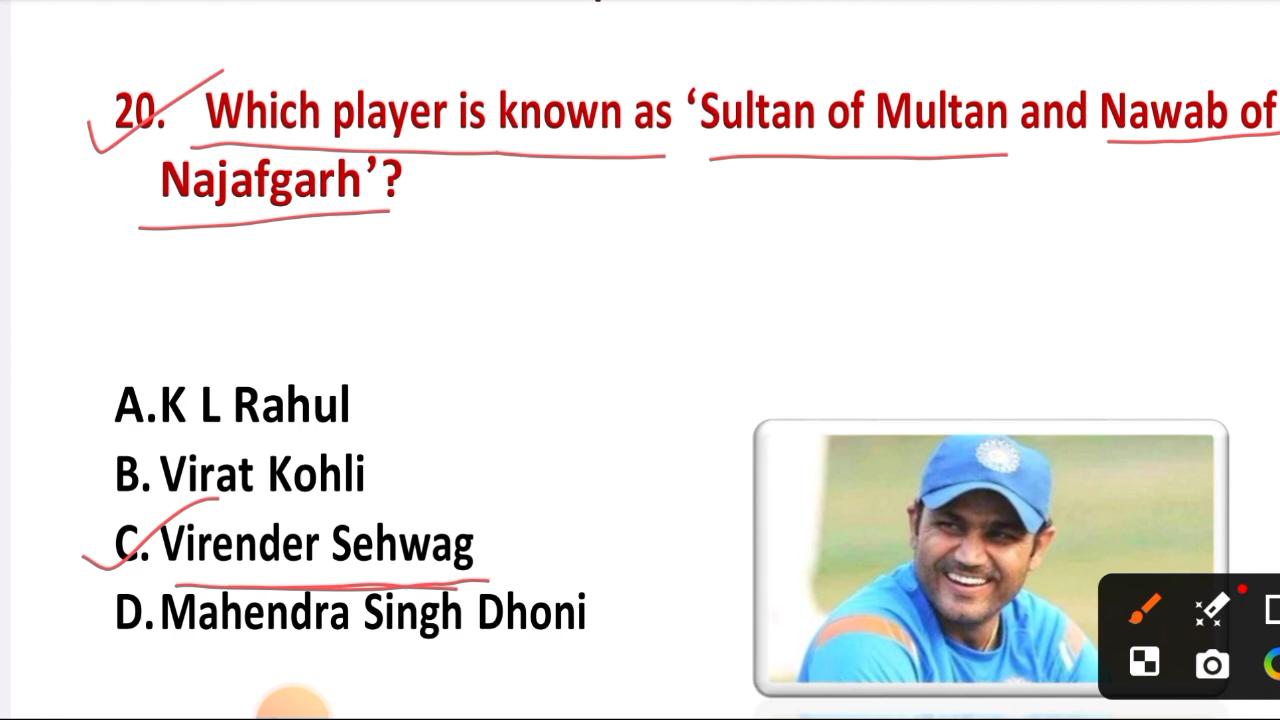 20. Which player is known as ‘Sultan of Multan and Nawab of
Najafgarh’?
A.K L Rahul
B. Virat Kohli
C. Virender Sehwag
D.Mahendra Singh Dhoni